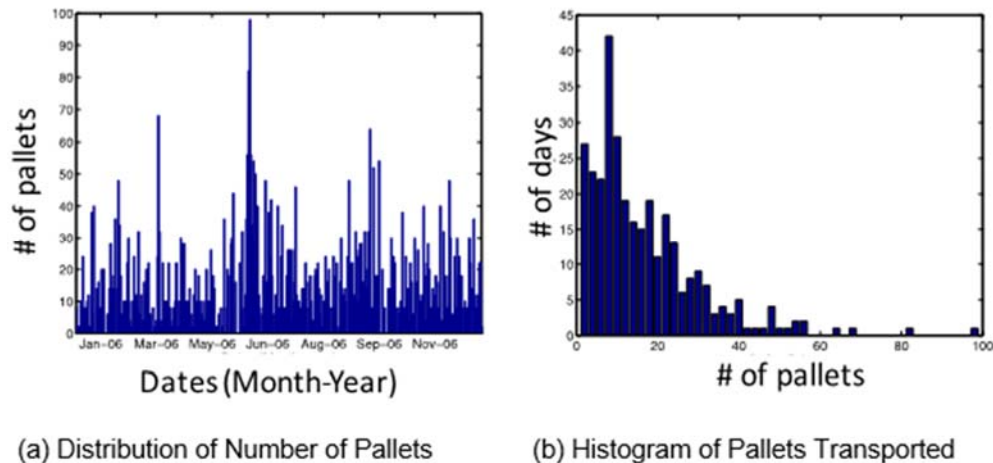 100
90
80
70
60
50
40
30
20
10
0
# of pallets
Jan-06 Mar-06 May-06 Jun-06 Aug-06 Sep-06 Nov-06
Dates (Month-Year)
(a) Distribution of Number of Pallets
45
40
35
30
25
20
15
10
5
0
# of days
0 20 40 60 80 100
# of pallets
(b) Histogram of Pallets Transported